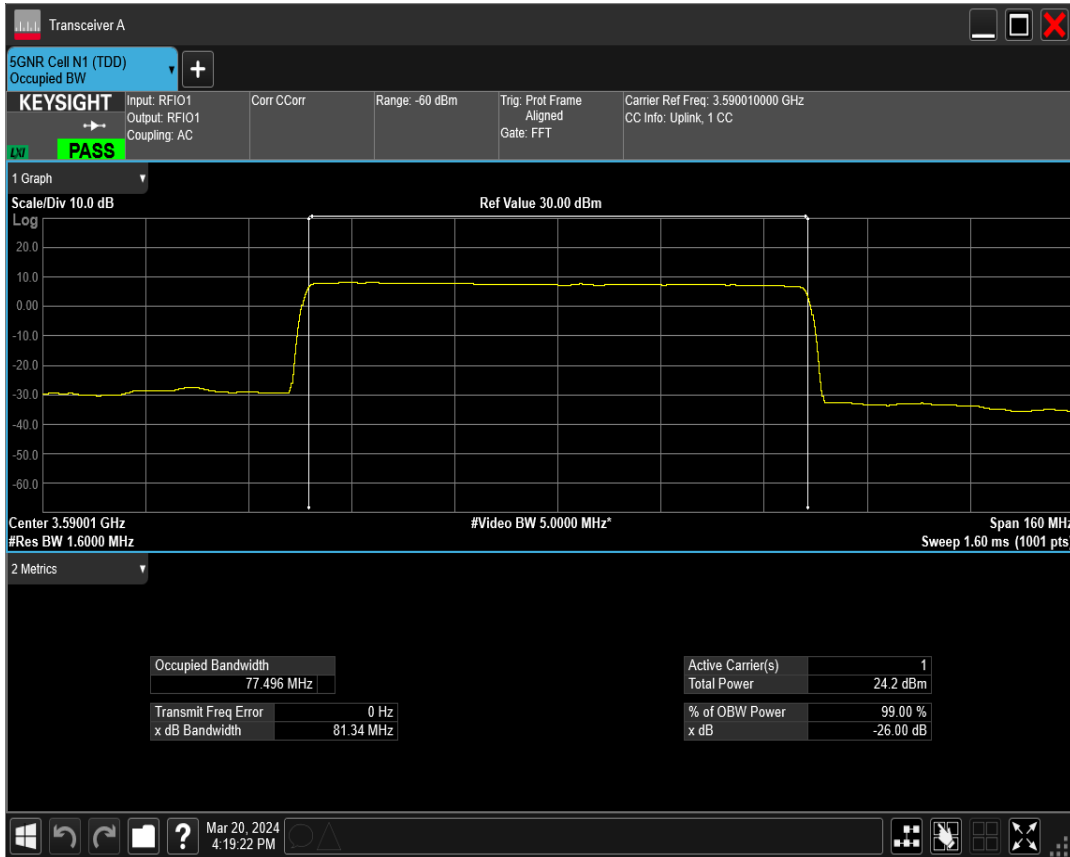 Transceiver A
5GNR Cell N1 (TDD)
Occupied BW
+
KEYSIGHT
LXI
PASS
Input: RFIO1
Output: RFIO1
Coupling: AC
Corr CCorr
Range: -60 dBm
Trig: Prot Frame
Aligned
Gate: FFT
Carrier Ref Freq: 3.590010000 GHz
CC Info: Uplink, 1 CC
1 Graph
Scale/Div 10.0 dB
Ref Value 30.00 dBm
Log
20.0
10.0
0.00
-10.0
-20.0
-30.0
-40.0
-50.0
-60.0
Center 3.59001 GHz
#Video BW 5.0000 MHz*
Span 160 MHz
#Res BW 1.6000 MHz
Sweep 1.60 ms (1001 pts)
2 Metrics
Occupied Bandwidth
77.496 MHz
Transmit Freq Error 0 Hz
x dB Bandwidth 81.34 MHz
Active Carrier(s) 1
Total Power 24.2 dBm
% of OBW Power 99.00 %
x dB -26.00 dB
?
Mar 20, 2024
4:19:22 PM